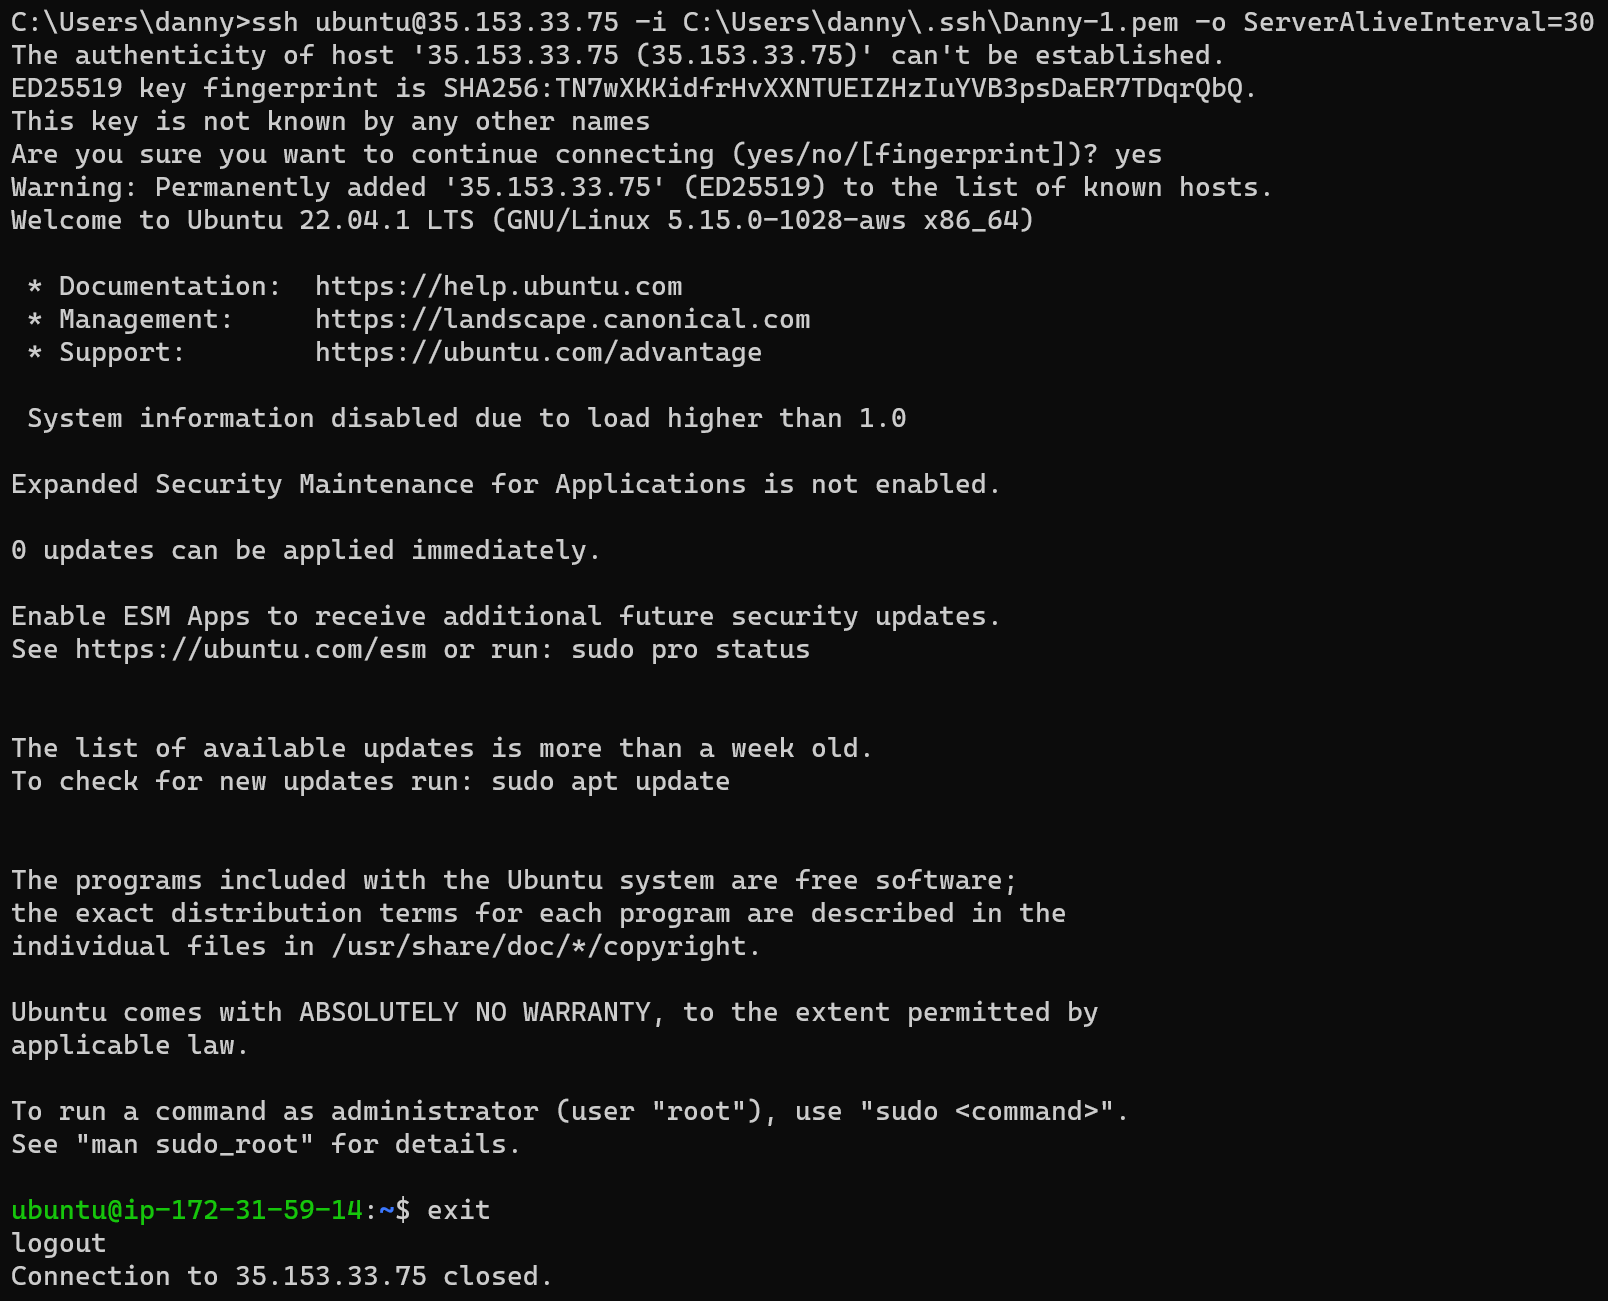 C:\Users\danny>ssh ubuntu@35.153.33.75 -i C:\Users\danny\.ssh\Danny-1.pem -o ServerAliveInterval=30
The authenticity of host '35.153.33.75 (35.153.33.75)' can't be established.
ED25519 key fingerprint is SHA256:TN7wXKKidfrHvXXNTUEIZHzIuYVB3psDaER7TDqrQbQ.
This key is not known by any other names
Are you sure you want to continue connecting (yes/no/[fingerprint])? yes
Warning: Permanently added '35.153.33.75' (ED25519) to the list of known hosts.
Welcome to Ubuntu 22.04.1 LTS (GNU/Linux 5.15.0-1028-aws x86_64)

 * Documentation:  https://help.ubuntu.com
 * Management:     https://landscape.canonical.com
 * Support:        https://ubuntu.com/advantage

 System information disabled due to load higher than 1.0

Expanded Security Maintenance for Applications is not enabled.

0 updates can be applied immediately.

Enable ESM Apps to receive additional future security updates.
See https://ubuntu.com/esm or run: sudo pro status

The list of available updates is more than a week old.
To check for new updates run: sudo apt update

The programs included with the Ubuntu system are free software;
the exact distribution terms for each program are described in the
individual files in /usr/share/doc/*/copyright.

Ubuntu comes with ABSOLUTELY NO WARRANTY, to the extent permitted by
applicable law.

To run a command as administrator (user "root"), use "sudo <command>".
See "man sudo_root" for details.

ubuntu@ip-172-31-59-14:~$ exit
logout
Connection to 35.153.33.75 closed.